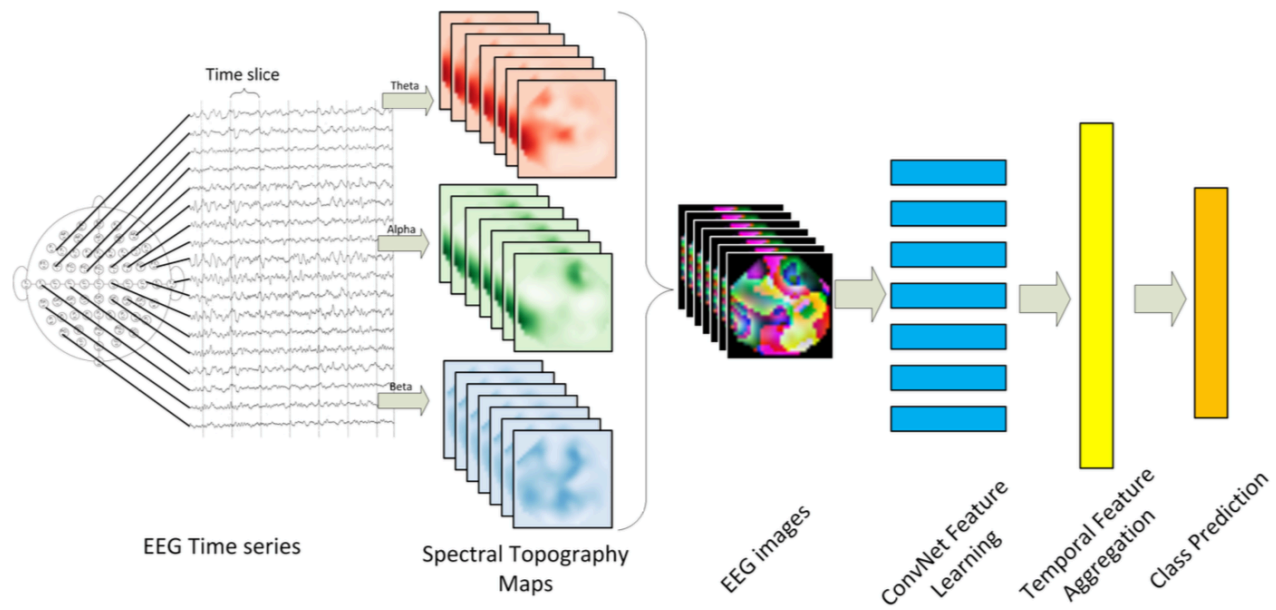 Time slice
Theta
Alpha
Beta
EEG Time series
Spectral Topography
Maps
EEG images
ConvNet Feature
Learning
Temporal Feature
Aggregation
Class Prediction